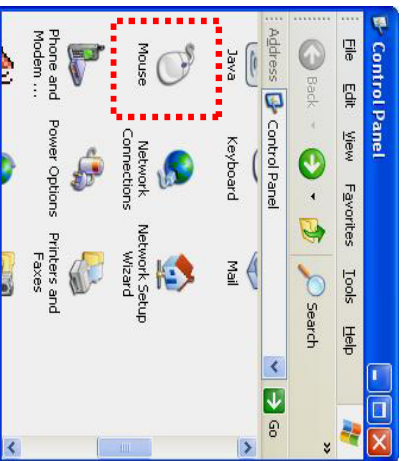 Control Panel
File Edit View Favorites Tools Help
Back Search »
Address Control Panel Go
Java Keyboard Mail
Mouse Network Connections Network Setup Wizard
Phone and Modem ... Power Options Printers and Faxes